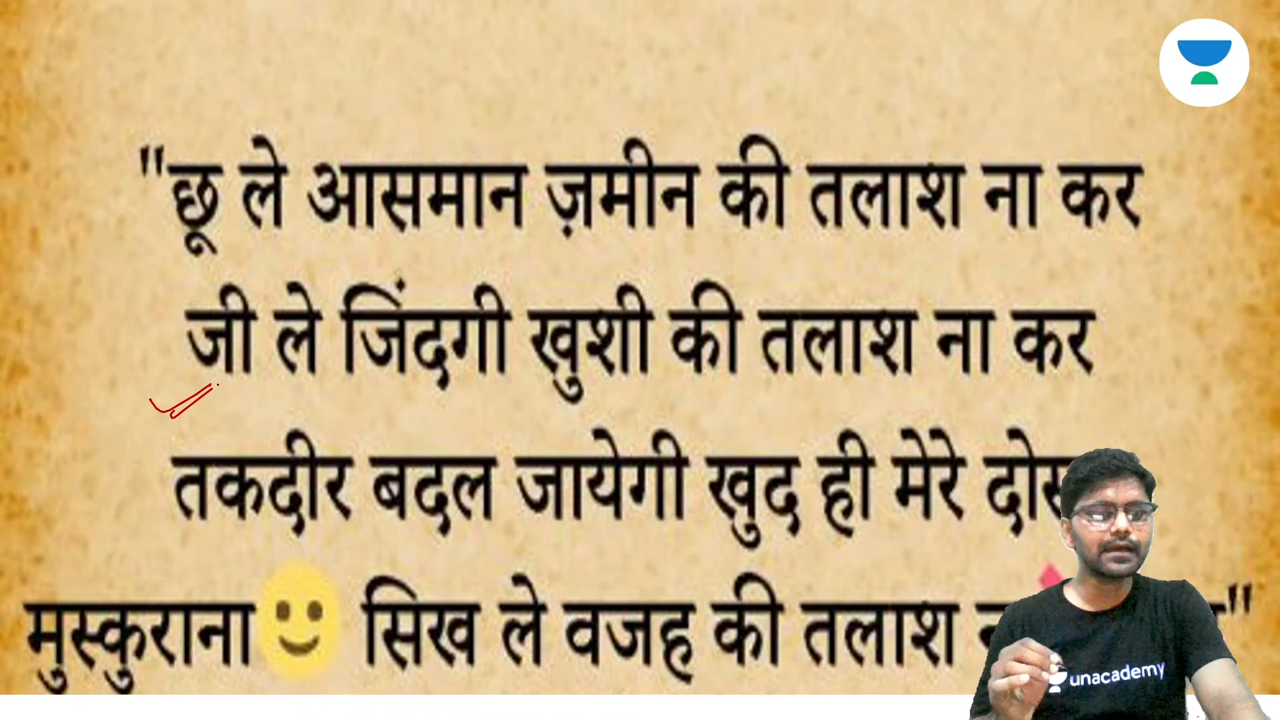 "छू ले आसमान ज़मीन की तलाश ना कर
जी ले जिंदगी खुशी की तलाश ना कर
तकदीर बदल जायेगी खुद ही मेरे
मुस्कुराना सिख ले वजह की तलाश
unacademy